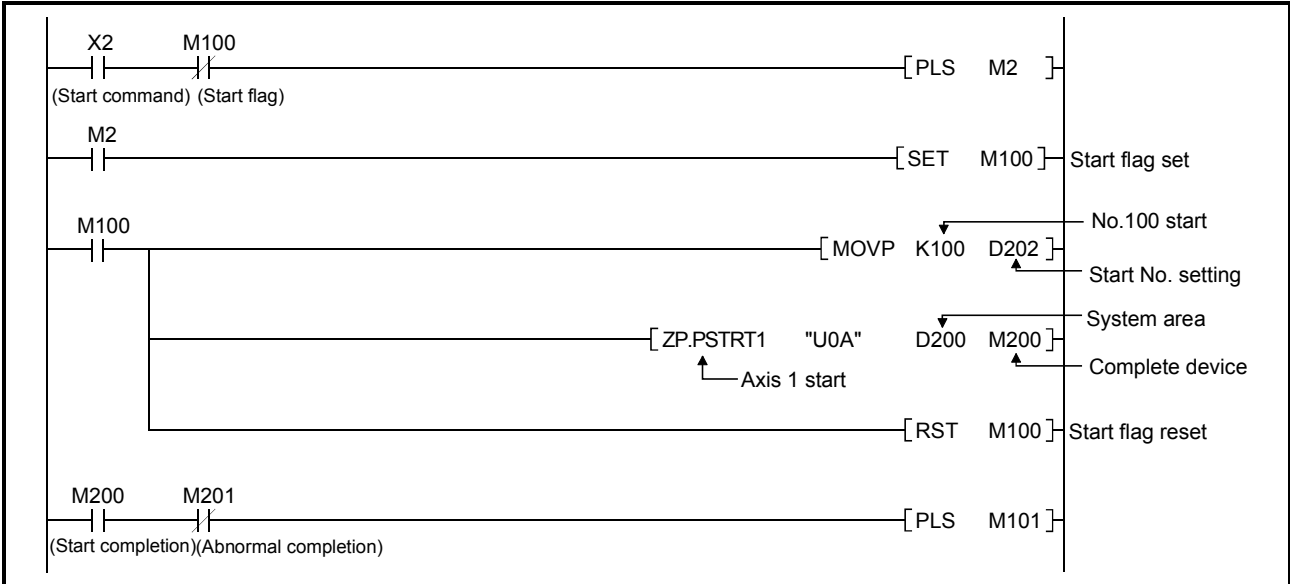 X2 M100
[PLS M2]
(Start command) (Start flag)
M2
[SET M100] Start flag set
M100
No.100 start
[MOVP K100 D202]
Start No. setting
System area
[ZP.PSTRT1 "U0A" D200 M200]
Complete device
Axis 1 start
[RST M100] Start flag reset
M200 M201
[PLS M101]
(Start completion)(Abnormal completion)